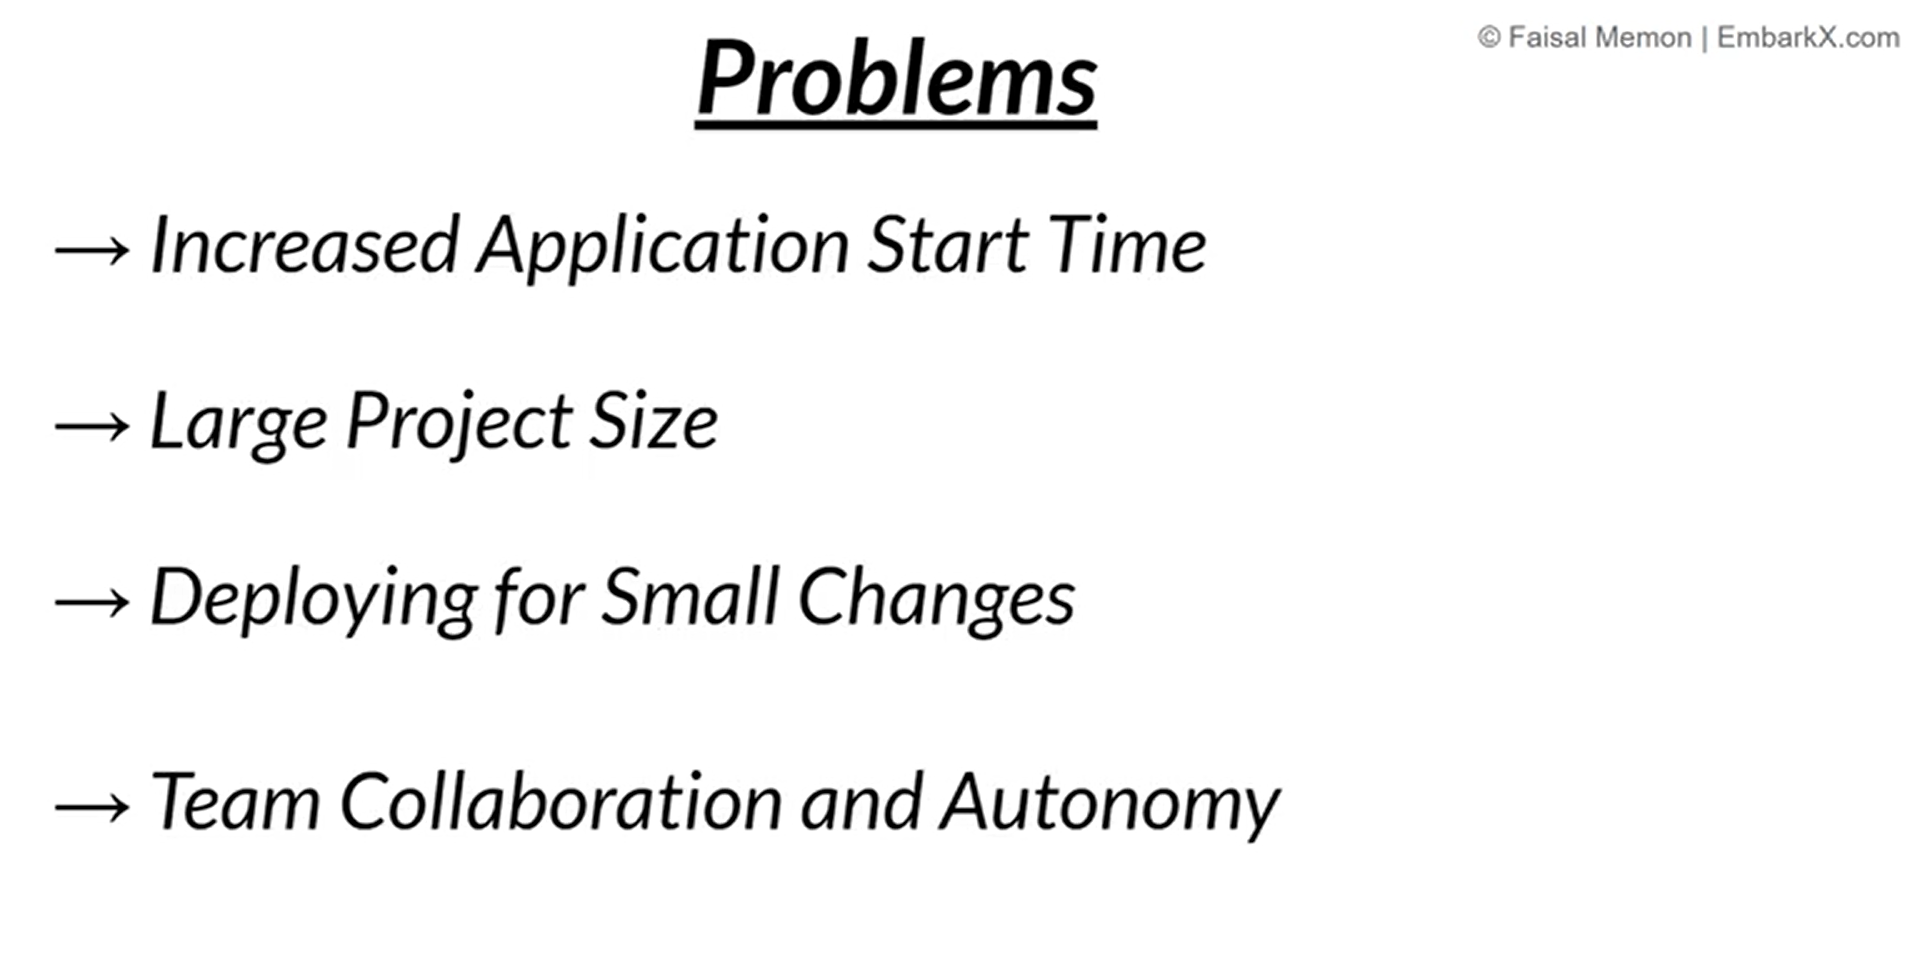 © Faisal Memon | EmbarkX.com
Problems
→ Increased Application Start Time
→ Large Project Size
→ Deploying for Small Changes
→ Team Collaboration and Autonomy